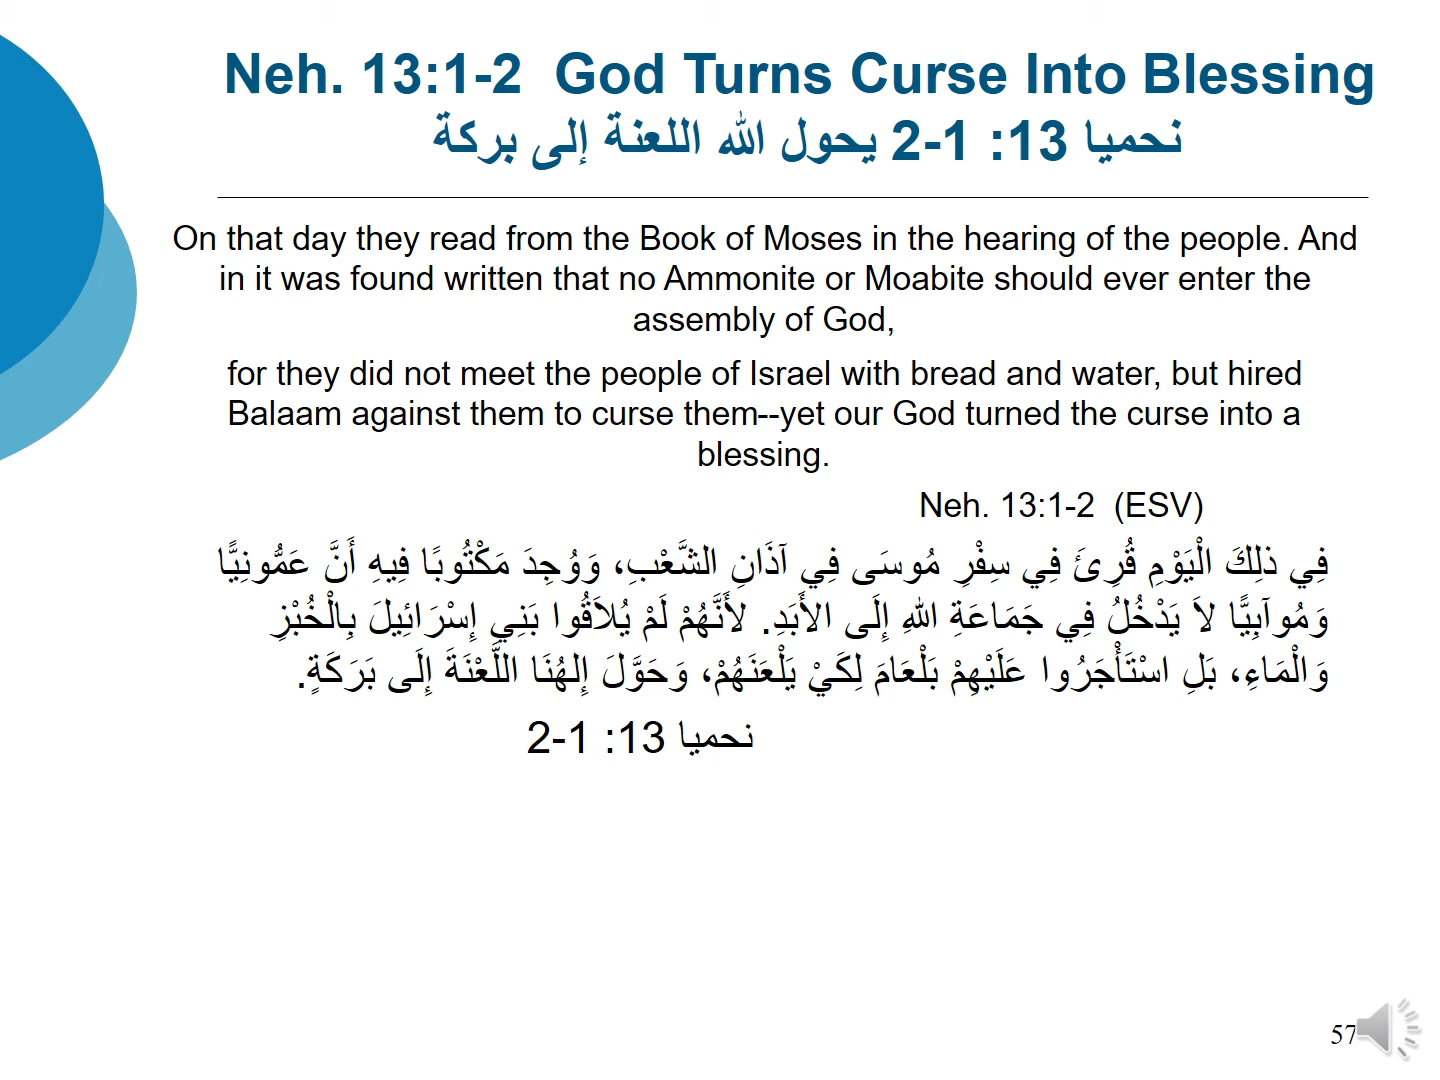 Neh. 13:1-2  God Turns Curse Into Blessing
نحميا 13: 1-2 يحول الله اللعنة إلى بركة
On that day they read from the Book of Moses in the hearing of the people. And
in it was found written that no Ammonite or Moabite should ever enter the
assembly of God,
for they did not meet the people of Israel with bread and water, but hired
Balaam against them to curse them--yet our God turned the curse into a
blessing.
Neh. 13:1-2  (ESV)
فِي ذلِكَ الْيَوْمِ قُرِئَ فِي سِفْرِ مُوسَى فِي آذَانِ الشَّعْبِ، وَوُجِدَ مَكْتُوبًا فِيهِ أَنَّ عَمُّونِيًّا
وَمُوآبِيًّا لاَ يَدْخُلُ فِي جَمَاعَةِ اللهِ إِلَى الأَبَدِ. لأَنَّهُمْ لَمْ يُلاَقُوا بَنِي إِسْرَائِيلَ بِالْخُبْزِ
وَالْمَاءِ، بَلِ اسْتَأْجَرُوا عَلَيْهِمْ بَلْعَامَ لِكَيْ يَلْعَنَهُمْ، وَحَوَّلَ إِلهُنَا اللَّعْنَةَ إِلَى بَرَكَةٍ.
نحميا 13: 1-2
57